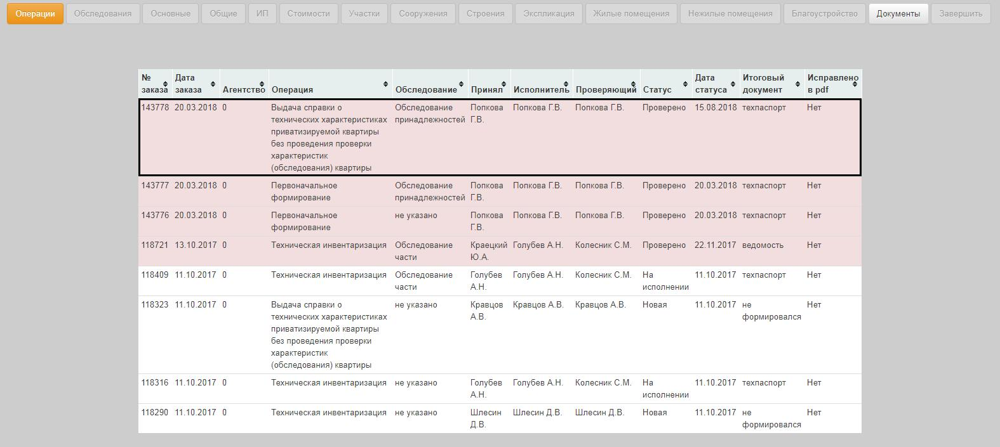 Операции Обследования Основные Общие ИП Стоимости Участки Сооружения Строения Экспликация Жилые помещения Нежилые помещения Благоустройство Документы Завершить
№ заказа Дата заказа Агентство Операция Обследование Принял Исполнитель Проверяющий Статус Дата статуса Итоговый документ Исправлено в pdf
143778 20.03.2018 0 Выдача справки о Обследование Попкова Попкова Г.В. Попкова Г.В. Проверено 15.08.2018 техпаспорт Нет
технических характеристиках принадлежностей Г.В.
приватизируемой квартиры
без проведения проверки
характеристик
(обследования) квартиры
143777 20.03.2018 0 Первоначальное Обследование Попкова Попкова Г.В. Попкова Г.В. Проверено 20.03.2018 техпаспорт Нет
формирование принадлежностей Г.В.
143776 20.03.2018 0 Первоначальное не указано Попкова Попкова Г.В. Попкова Г.В. Проверено 20.03.2018 техпаспорт Нет
формирование Г.В.
118721 13.10.2017 0 Техническая инвентаризация Обследование Краецкий Голубев А.Н. Колесник С.М. Проверено 22.11.2017 ведомость Нет
части Ю.А.
118409 11.10.2017 0 Техническая инвентаризация Обследование Голубев Голубев А.Н. Колесник С.М. На 11.10.2017 техпаспорт Нет
части А.Н. исполнении
118323 11.10.2017 0 Выдача справки о не указано Кравцов Кравцов А.В. Кравцов А.В. Новая 11.10.2017 не Нет
технических характеристиках А.В. формировался
приватизируемой квартиры
без проведения проверки
характеристик
(обследования) квартиры
118316 11.10.2017 0 Техническая инвентаризация не указано Голубев Голубев А.Н. Колесник С.М. На 11.10.2017 техпаспорт Нет
А.Н. исполнении
118290 11.10.2017 0 Техническая инвентаризация не указано Шлесин Шлесин Д.В. Шлесин Д.В. Новая 11.10.2017 не Нет
Д.В. формировался